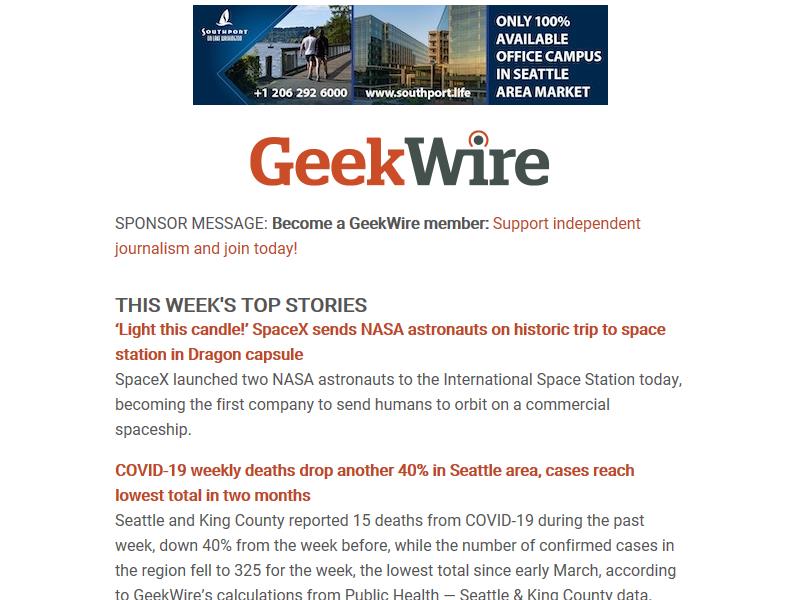 SOUTHPORT
ON LAKE WASHINGTON
+1 206 292 6000
www.southport.life
ONLY 100%
AVAILABLE
OFFICE CAMPUS
IN SEATTLE
AREA MARKET
GeekWire
SPONSOR MESSAGE: Become a GeekWire member: Support independent
journalism and join today!
THIS WEEK'S TOP STORIES
‘Light this candle!’ SpaceX sends NASA astronauts on historic trip to space
station in Dragon capsule
SpaceX launched two NASA astronauts to the International Space Station today,
becoming the first company to send humans to orbit on a commercial
spaceship.
COVID-19 weekly deaths drop another 40% in Seattle area, cases reach
lowest total in two months
Seattle and King County reported 15 deaths from COVID-19 during the past
week, down 40% from the week before, while the number of confirmed cases in
the region fell to 325 for the week, the lowest total since early March, according
to GeekWire’s calculations from Public Health — Seattle & King County data.